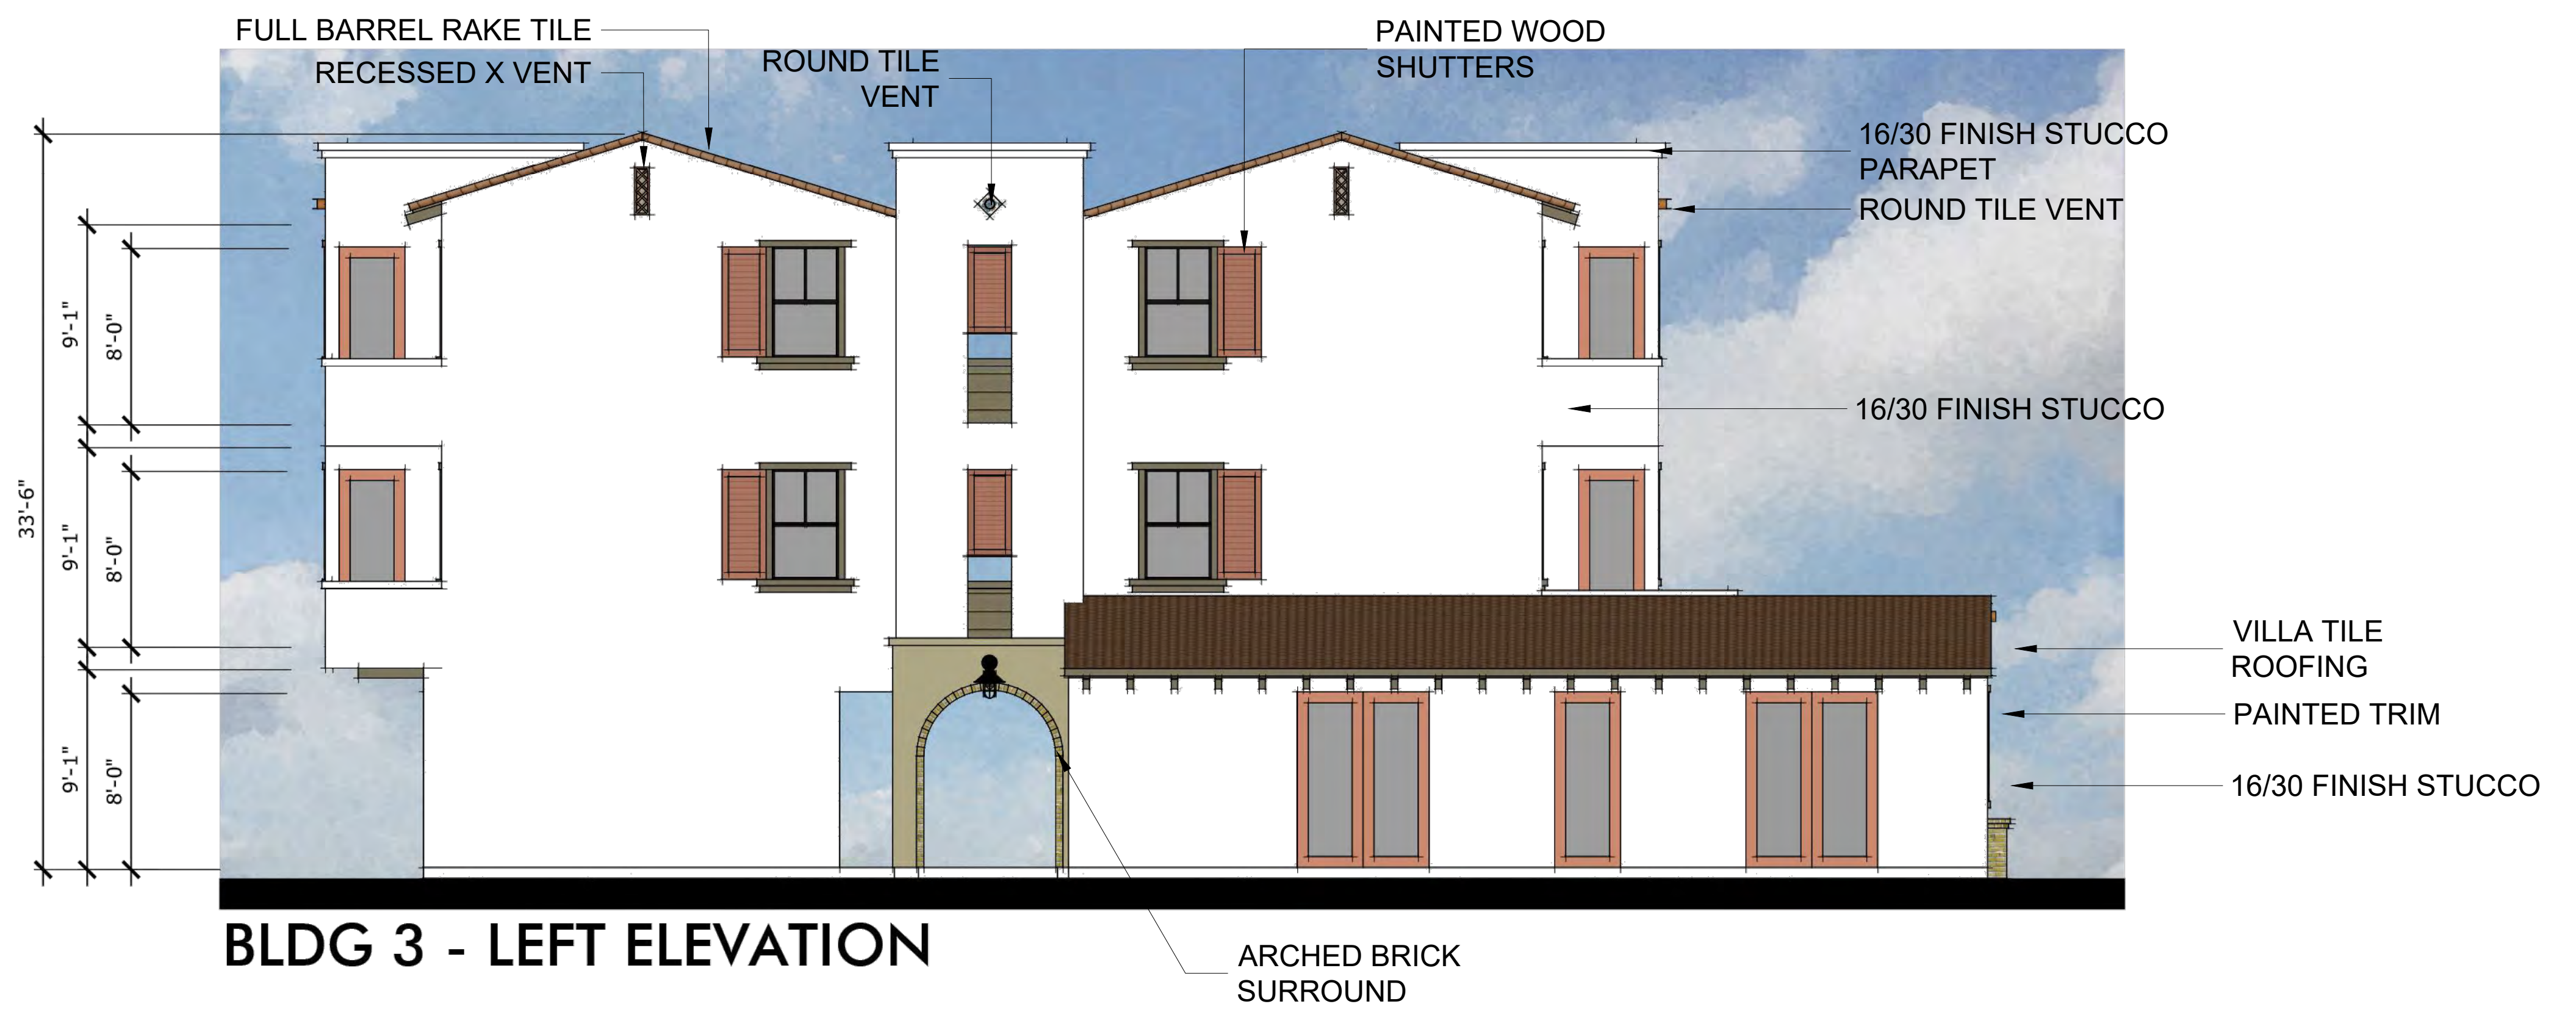 FULL BARREL RAKE TILE
RECESSED X VENT
ROUND TILE
VENT
PAINTED WOOD
SHUTTERS
16/30 FINISH STUCCO
PARAPET
ROUND TILE VENT
16/30 FINISH STUCCO
VILLA TILE
ROOFING
PAINTED TRIM
16/30 FINISH STUCCO
33'-6"
9'-1"
8'-0"
9'-1"
8'-0"
9'-1"
8'-0"
BLDG 3 - LEFT ELEVATION
ARCHED BRICK
SURROUND